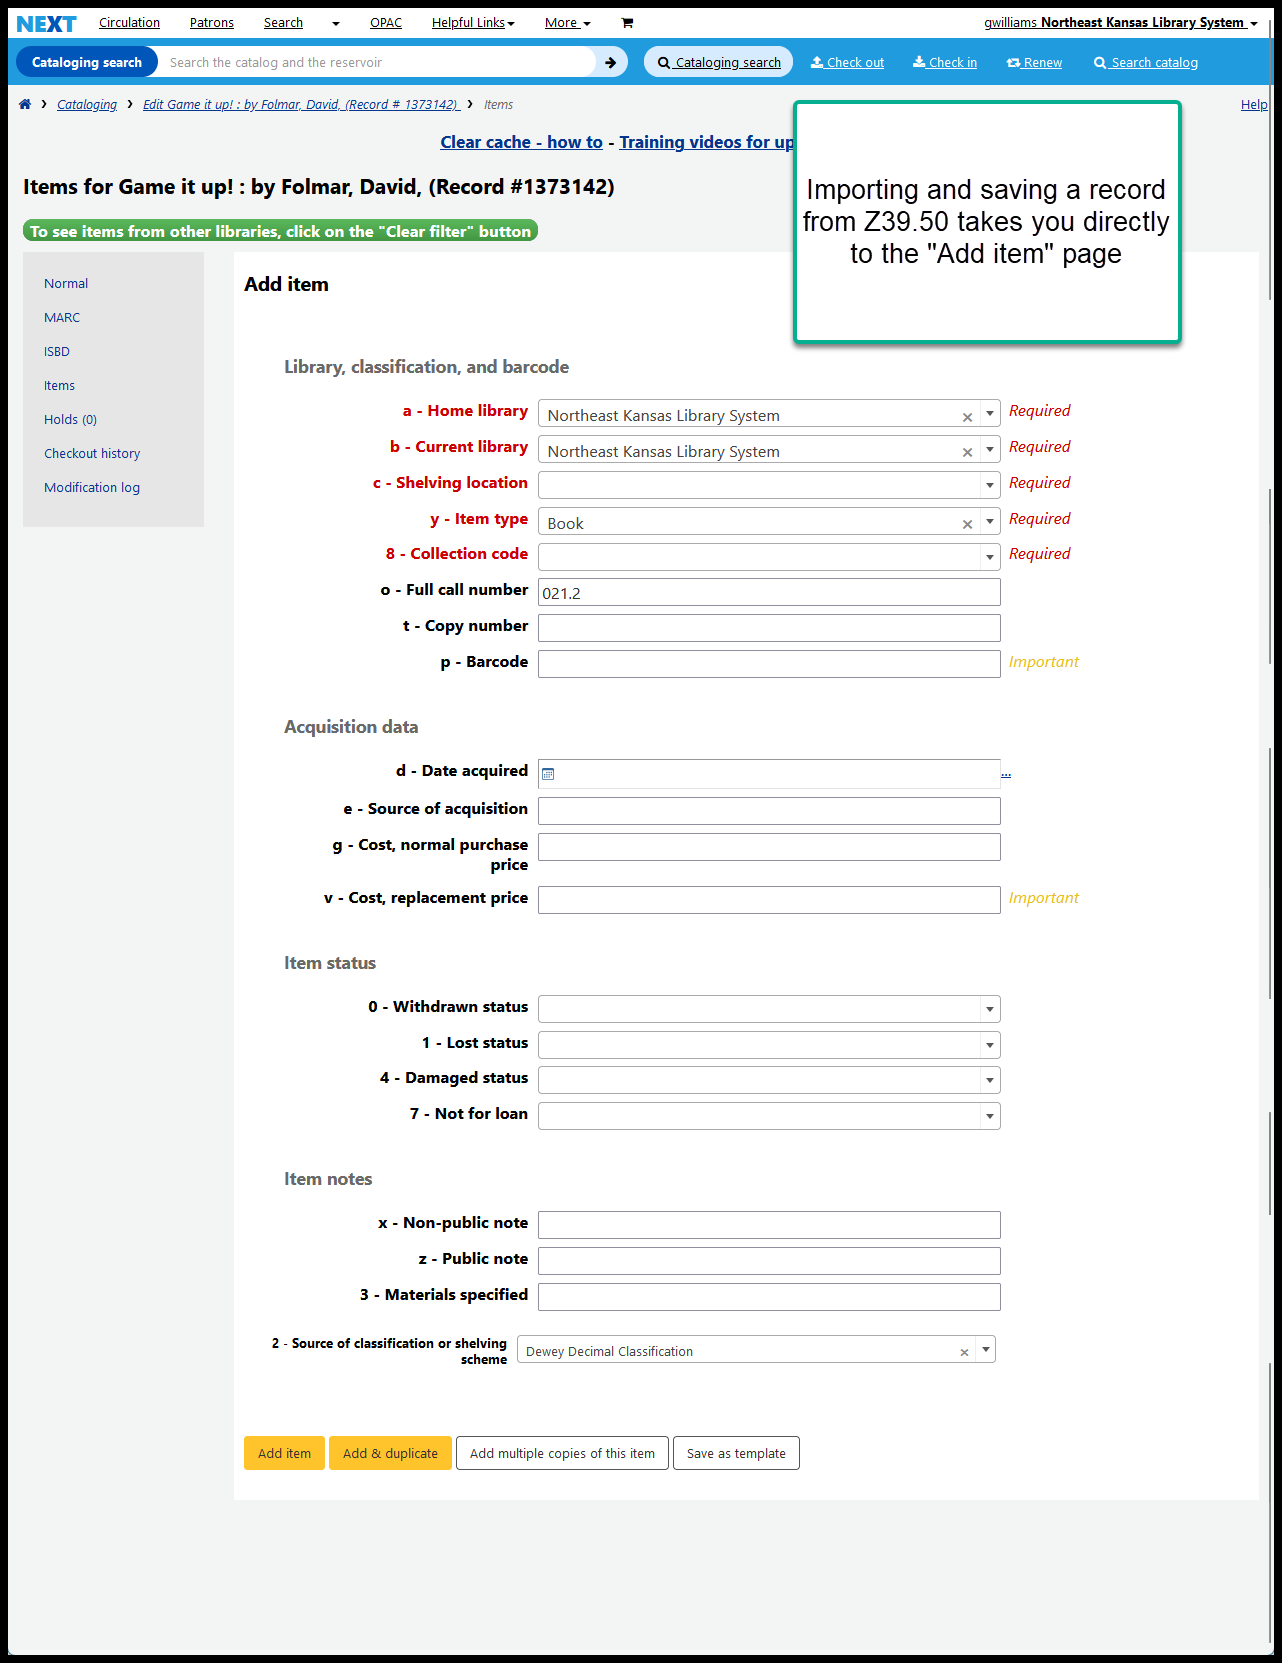 NEXT Circulation Patrons Search OPAC Helpful Links More gwilliams Northeast Kansas Library System
Cataloging search Search the catalog and the reservoir Cataloging search Check out Check in Renew Search catalog
Cataloging Edit Game it up! : by Folmar, David, (Record # 1373142) Items Help
Clear cache - how to - Training videos for up
Importing and saving a record
from Z39.50 takes you directly
to the "Add item" page
Items for Game it up! : by Folmar, David, (Record #1373142)
To see items from other libraries, click on the "Clear filter" button
Normal
MARC
ISBD
Items
Holds (0)
Checkout history
Modification log
Add item
Library, classification, and barcode
a - Home library Northeast Kansas Library System × Required
b - Current library Northeast Kansas Library System × Required
c - Shelving location Required
y - Item type Book × Required
8 - Collection code Required
o - Full call number 021.2
t - Copy number
p - Barcode Important
Acquisition data
d - Date acquired ...
e - Source of acquisition
g - Cost, normal purchase
price
v - Cost, replacement price Important
Item status
0 - Withdrawn status
1 - Lost status
4 - Damaged status
7 - Not for loan
Item notes
x - Non-public note
z - Public note
3 - Materials specified
2 - Source of classification or shelving
scheme Dewey Decimal Classification ×
Add item Add & duplicate Add multiple copies of this item Save as template